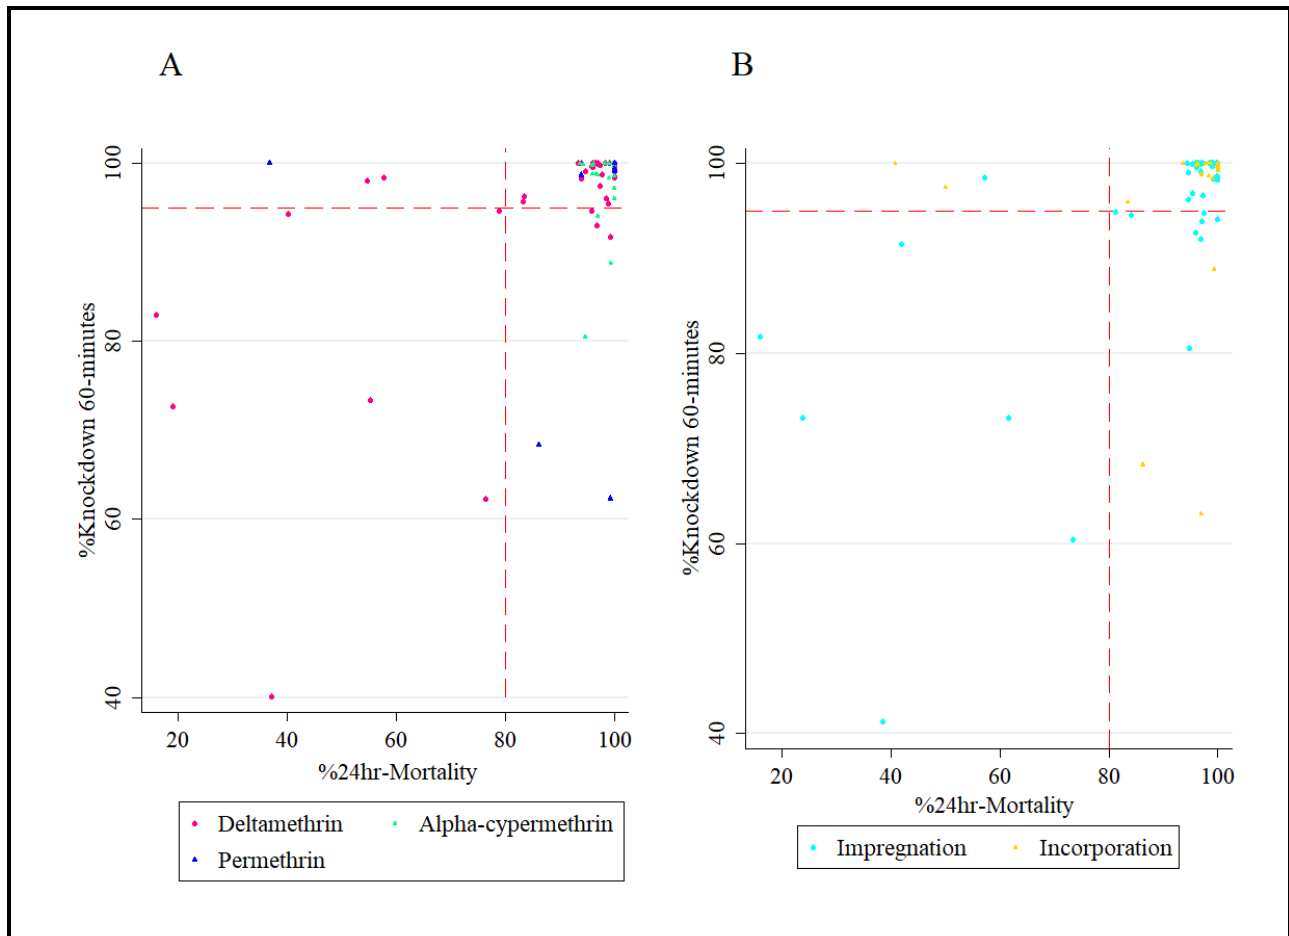 A
B
%Knockdown 60-minutes
100
80
60
40
20 40 60 80 100
%24hr-Mortality
Deltamethrin Alpha-cypermethrin
Permethrin
%Knockdown 60-minutes
100
80
60
40
20 40 60 80 100
%24hr-Mortality
Impregnation Incorporation